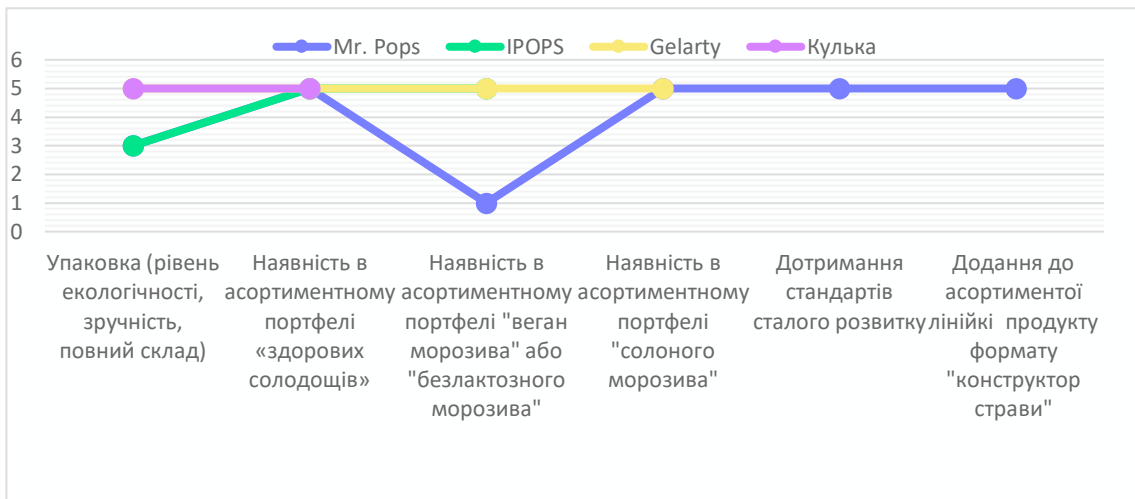 Mr. Pops IPOPS Gelarty Кулька
6
5
4
3
2
1
0
Упаковка (рівень
екологічності,
зручність,
повний склад)
Наявність в
асортиментному
портфелі
«здорових
солодощів»
Наявність в
асортиментному
портфелі "веган
морозива" або
"безлактозного
морозива"
Наявність в
асортиментному
портфелі
"солоного
морозива"
Дотримання
стандартів
сталого розвитку
Додання до
асортиментої
лінійкі продукту
формату
"конструктор
страви"